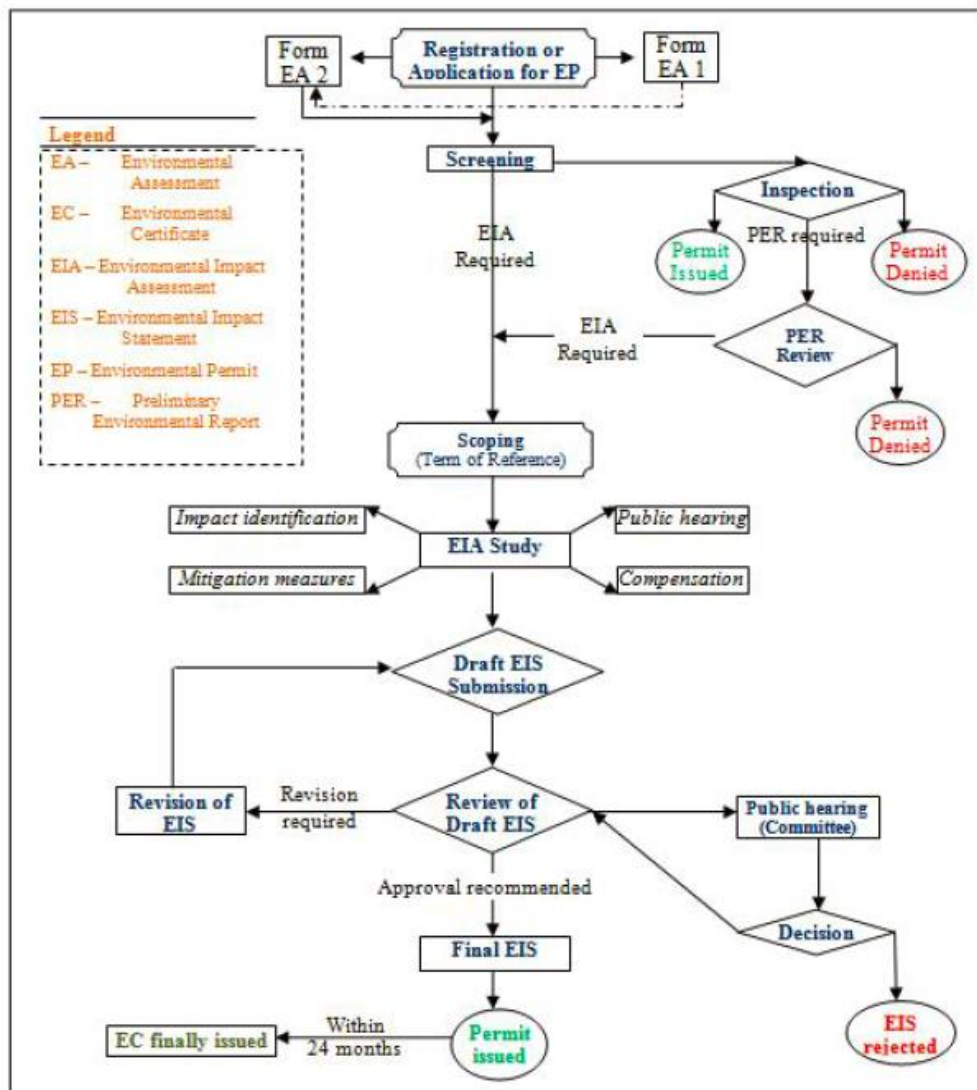 Form
EA 2
Registration or
Application for EP
Form
EA 1
Legend
EA – Environmental
Assessment
EC – Environmental
Certificate
EIA – Environmental Impact
Assessment
EIS – Environmental Impact
Statement
EP – Environmental Permit
PER – Preliminary
Environmental Report
Screening
Inspection
EIA
Required
Permit
Issued
PER required
Permit
Denied
EIA
Required
PER
Review
Permit
Denied
Scoping
(Term of Reference)
Impact identification
Public hearing
EIA Study
Mitigation measures
Compensation
Draft EIS
Submission
Revision of
EIS
Revision
required
Review of
Draft EIS
Public hearing
(Committee)
Approval recommended
Decision
Final EIS
EC finally issued
Within
24 months
Permit
issued
EIS
rejected